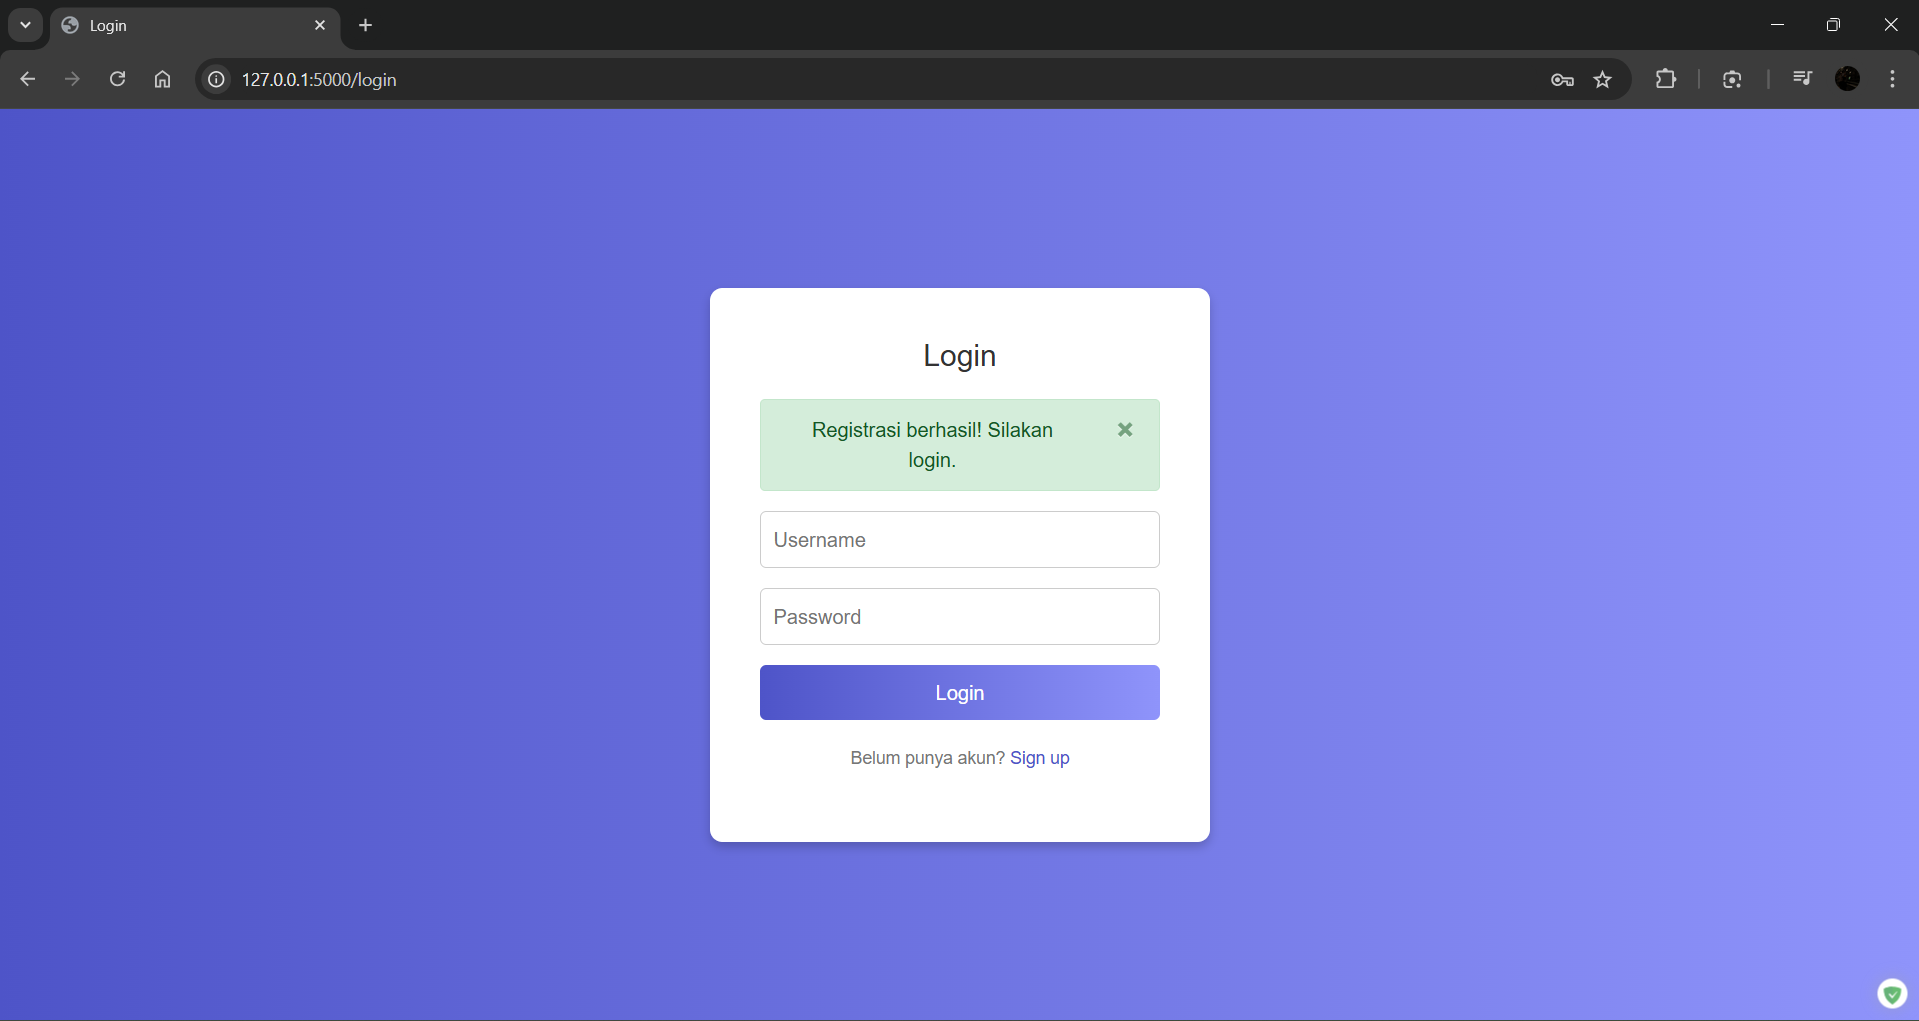 Login
127.0.0.1:5000/login
Login
Registrasi berhasil! Silakan
login.
Username
Password
Login
Belum punya akun? Sign up